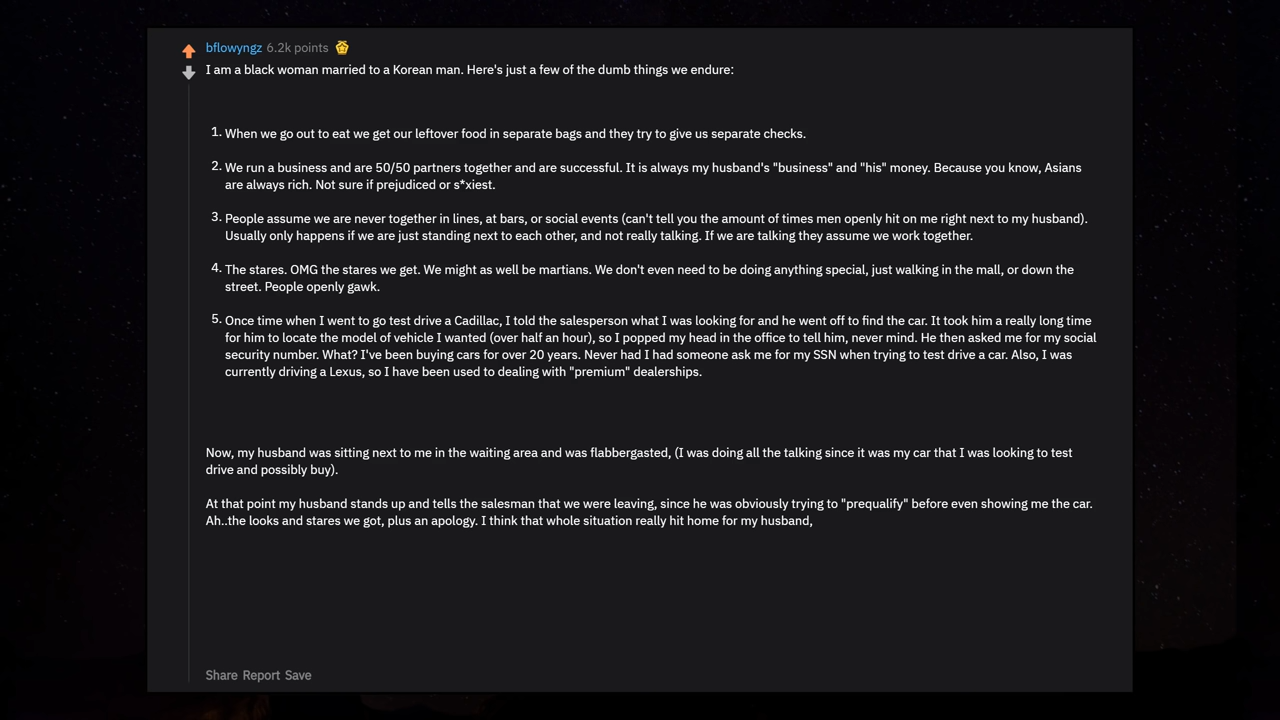 bflowyngz 6.2k points
I am a black woman married to a Korean man. Here's just a few of the dumb things we endure:
1. When we go out to eat we get our leftover food in separate bags and they try to give us separate checks.
2. We run a business and are 50/50 partners together and are successful. It is always my husband's "business" and "his" money. Because you know, Asians
are always rich. Not sure if prejudiced or s*xiest.
3. People assume we are never together in lines, at bars, or social events (can't tell you the amount of times men openly hit on me right next to my husband).
Usually only happens if we are just standing next to each other, and not really talking. If we are talking they assume we work together.
4. The stares. OMG the stares we get. We might as well be martians. We don't even need to be doing anything special, just walking in the mall, or down the
street. People openly gawk.
5. Once time when I went to go test drive a Cadillac, I told the salesperson what I was looking for and he went off to find the car. It took him a really long time
for him to locate the model of vehicle I wanted (over half an hour), so I popped my head in the office to tell him, never mind. He then asked me for my social
security number. What? I've been buying cars for over 20 years. Never had I had someone ask me for my SSN when trying to test drive a car. Also, I was
currently driving a Lexus, so I have been used to dealing with "premium" dealerships.
Now, my husband was sitting next to me in the waiting area and was flabbergasted, (I was doing all the talking since it was my car that I was looking to test
drive and possibly buy).
At that point my husband stands up and tells the salesman that we were leaving, since he was obviously trying to "prequalify" before even showing me the car.
Ah..the looks and stares we got, plus an apology. I think that whole situation really hit home for my husband,
Share Report Save